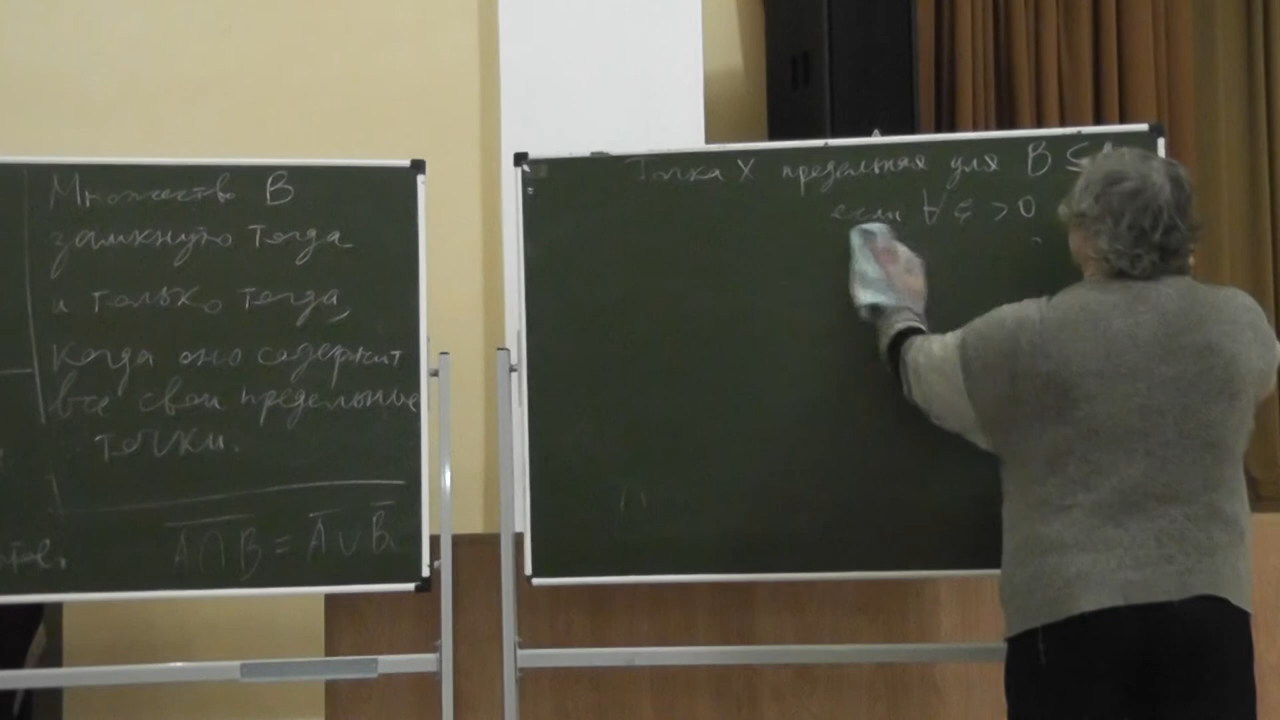 Множество B
замкнуто тогда
и только тогда,
когда оно содержит
все свои предельные
точки.
A̅ ̅∩̅ ̅B̅ = A̅ ∪ B̅
Точка X предельная для B ⊆
если ∀ ε > 0